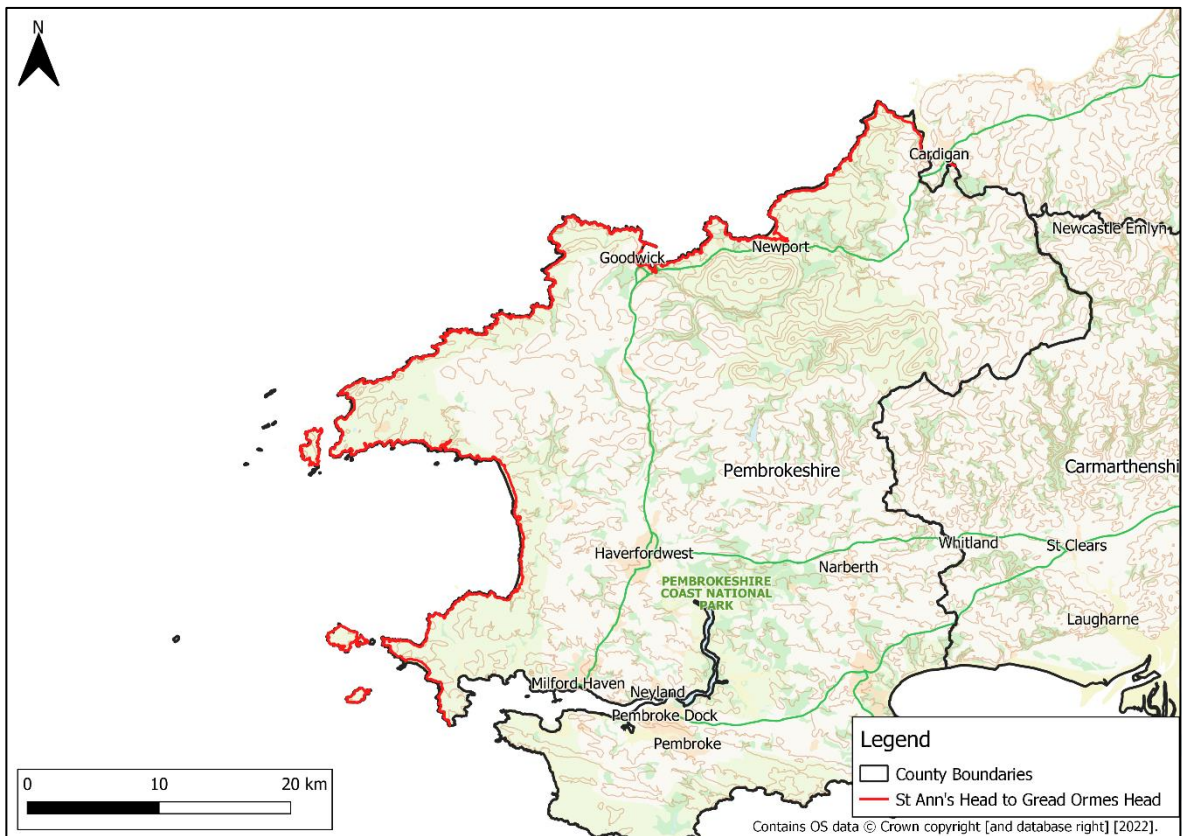 N
Cardigan
Newcastle Emlyn
Newport
Goodwick
Pembrokeshire
Carmarthenshi
Haverfordwest
Whitland
St Clears
Narberth
PEMBROKESHIRE
COAST NATIONAL
PARK
Laugharne
Milford Haven
Neyland
Pembroke Dock
Pembroke
Legend
County Boundaries
St Ann's Head to Gread Ormes Head
0 10 20 km
Contains OS data © Crown copyright [and database right] [2022].